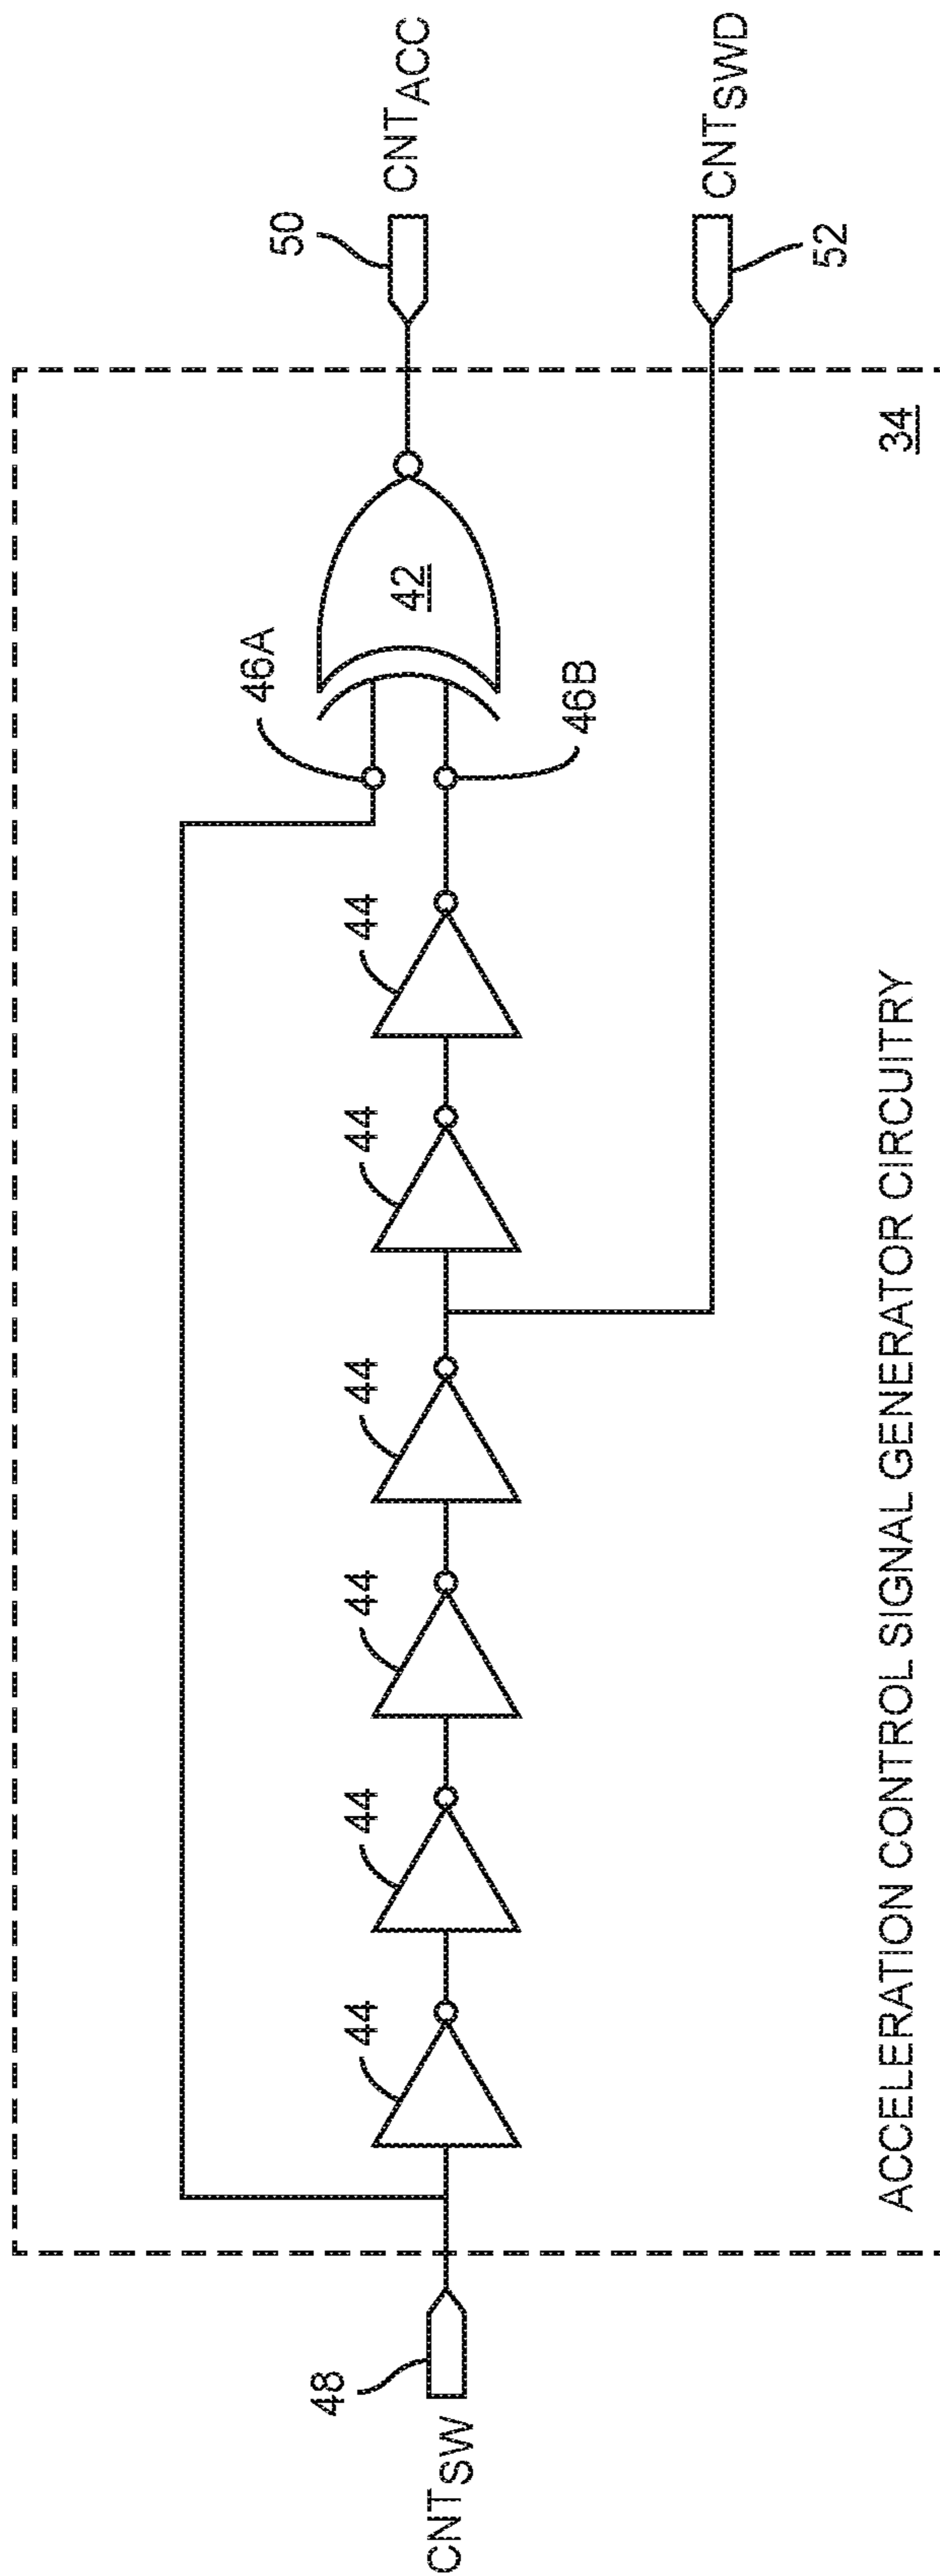 CNTSW
48
44
44
44
44
44
44
46A
46B
42
50
CNTACC
52
CNTSWD
34
ACCELERATION CONTROL SIGNAL GENERATOR CIRCUITRY